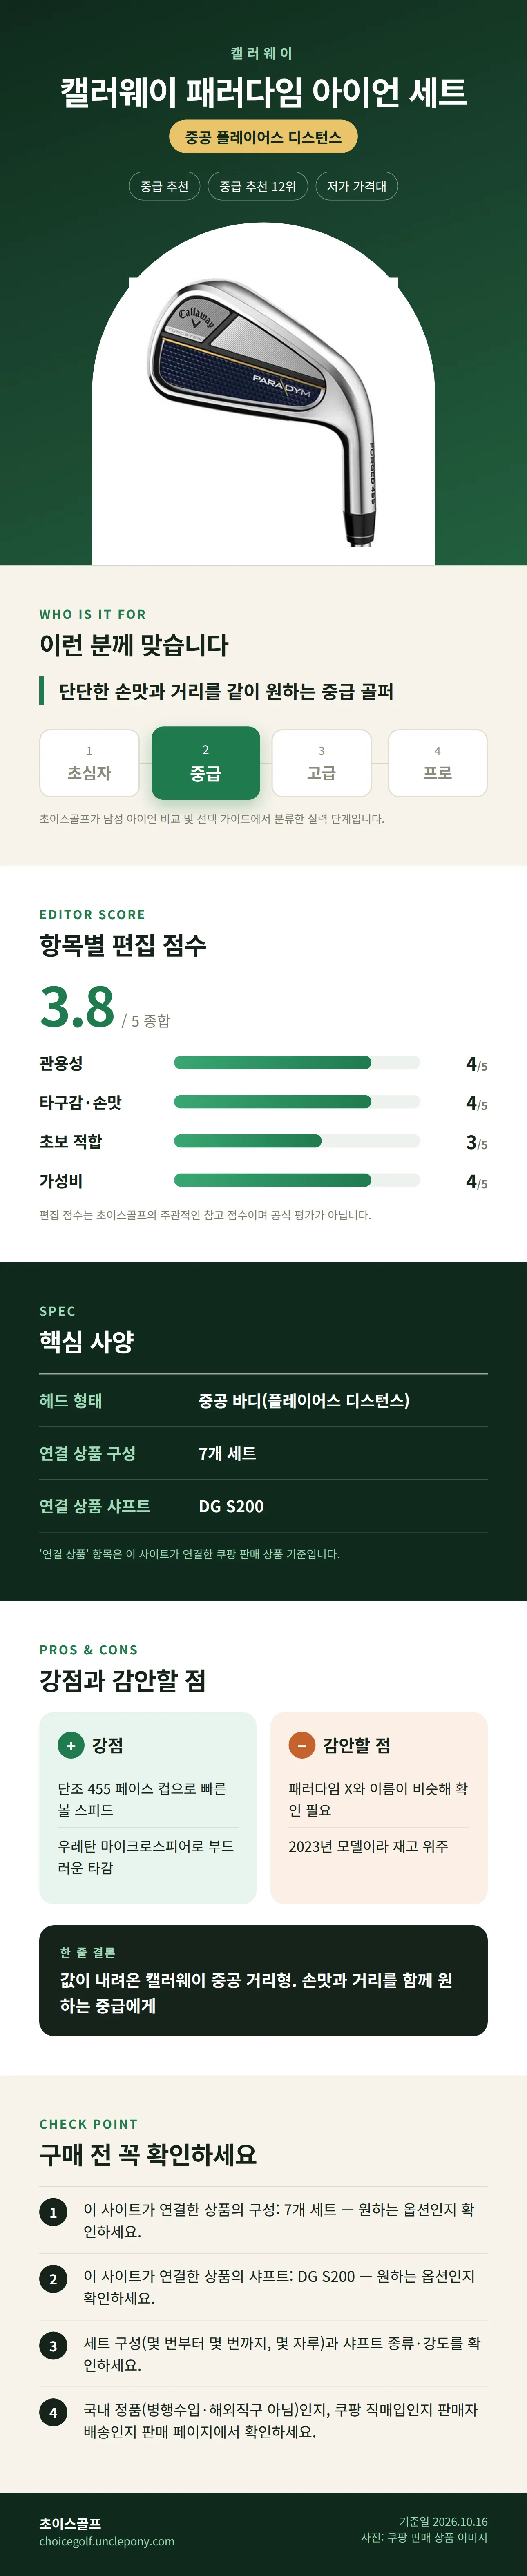 캘러웨이
캘러웨이 패러다임 아이언 세트
중공 플레이어스 디스턴스
중급 추천
중급 추천 12위
저가 가격대
Callaway
TUNGSTEN
PARADYM
FORGED 455
WHO IS IT FOR
이런 분께 맞습니다
단단한 손맛과 거리를 같이 원하는 중급 골퍼
1
초심자
2
중급
3
고급
4
프로
초이스골프가 남성 아이언 비교 및 선택 가이드에서 분류한 실력 단계입니다.
EDITOR SCORE
항목별 편집 점수
3.8 / 5 종합
관용성 4/5
타구감·손맛 4/5
초보 적합 3/5
가성비 4/5
편집 점수는 초이스골프의 주관적인 참고 점수이며 공식 평가가 아닙니다.
SPEC
핵심 사양
헤드 형태 중공 바디(플레이어스 디스턴스)
연결 상품 구성 7개 세트
연결 상품 샤프트 DG S200
'연결 상품' 항목은 이 사이트가 연결한 쿠팡 판매 상품 기준입니다.
PROS & CONS
강점과 감안할 점
+ 강점
단조 455 페이스 컵으로 빠른
볼 스피드
우레탄 마이크로스피어로 부드
러운 타감
− 감안할 점
패러다임 X와 이름이 비슷해 확
인 필요
2023년 모델이라 재고 위주
한 줄 결론
값이 내려온 캘러웨이 중공 거리형. 손맛과 거리를 함께 원
하는 중급에게
CHECK POINT
구매 전 꼭 확인하세요
1 이 사이트가 연결한 상품의 구성: 7개 세트 — 원하는 옵션인지 확
인하세요.
2 이 사이트가 연결한 상품의 샤프트: DG S200 — 원하는 옵션인지
확인하세요.
3 세트 구성(몇 번부터 몇 번까지, 몇 자루)과 샤프트 종류·강도를 확
인하세요.
4 국내 정품(병행수입·해외직구 아님)인지, 쿠팡 직매입인지 판매자
배송인지 판매 페이지에서 확인하세요.
초이스골프
choicegolf.unclepony.com
기준일 2026.10.16
사진: 쿠팡 판매 상품 이미지